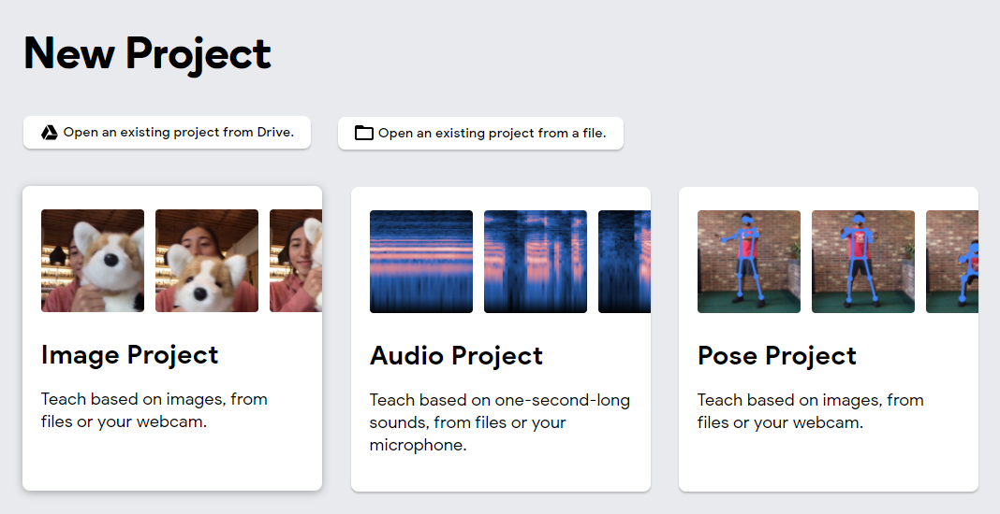 New Project
Open an existing project from Drive.
Open an existing project from a file.
Image Project
Teach based on images, from
files or your webcam.
Audio Project
Teach based on one-second-long
sounds, from files or your
microphone.
Pose Project
Teach based on images, from
files or your webcam.